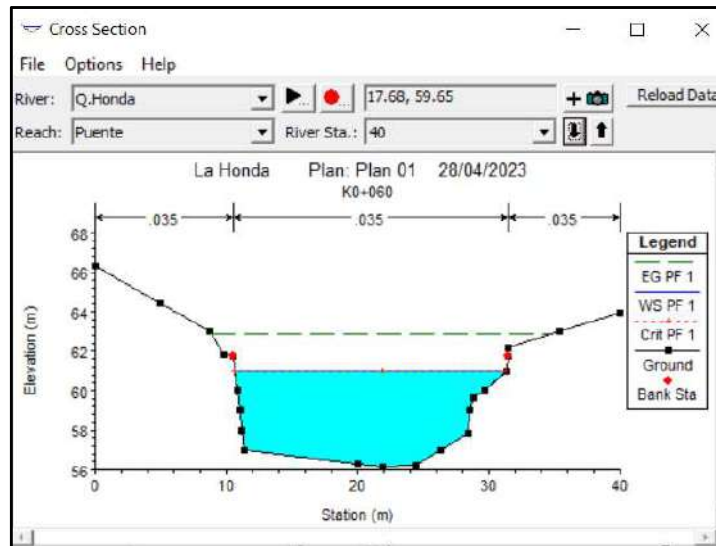 Cross Section
File Options Help
River: Q.Honda 17.68, 59.65 Reload Data
Reach: Puente River Sta.: 40
La Honda Plan: Plan 01 28/04/2023
K0+060
.035 .035 .035
Legend
EG PF 1
WS PF 1
Crit PF 1
Ground
Bank Sta
Elevation (m)
68
66
64
62
60
58
56
0 10 20 30 40
Station (m)